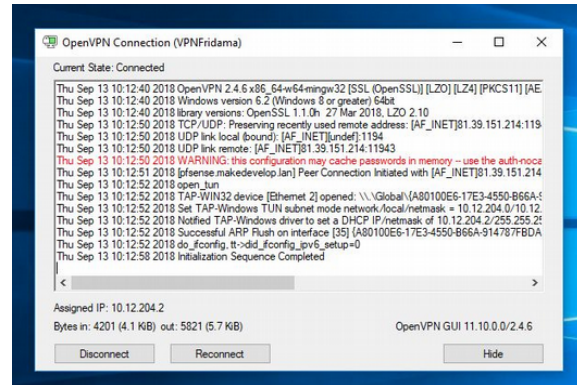 OpenVPN Connection (VPNFridama)
Current State: Connected
Thu Sep 13 10:12:40 2018 OpenVPN 2.4.6 x86_64-w64-mingw32 [SSL (OpenSSL)] [LZO] [LZ4] [PKCS11] [AE
Thu Sep 13 10:12:40 2018 Windows version 6.2 (Windows 8 or greater) 64bit
Thu Sep 13 10:12:40 2018 library versions: OpenSSL 1.1.0h 27 Mar 2018, LZO 2.10
Thu Sep 13 10:12:50 2018 TCP/UDP: Preserving recently used remote address: [AF_INET]81.39.151.214:119
Thu Sep 13 10:12:50 2018 UDP link local (bound): [AF_INET][undef]:1194
Thu Sep 13 10:12:50 2018 UDP link remote: [AF_INET]81.39.151.214:11943
Thu Sep 13 10:12:50 2018 WARNING: this configuration may cache passwords in memory -- use the auth-noca
Thu Sep 13 10:12:51 2018 [pfsense.makedevelop.lan] Peer Connection Initiated with [AF_INET]81.39.151.214
Thu Sep 13 10:12:52 2018 open_tun
Thu Sep 13 10:12:52 2018 TAP-WIN32 device [Ethernet 2] opened: \\.\Global\{A80100E6-17E3-4550-B66A-
Thu Sep 13 10:12:52 2018 Set TAP-Windows TUN subnet mode network/local/netmask = 10.12.204.0/10.12.
Thu Sep 13 10:12:52 2018 Notified TAP-Windows driver to set a DHCP IP/netmask of 10.12.204.2/255.255.25
Thu Sep 13 10:12:52 2018 Successful ARP Flush on interface [35] {A80100E6-17E3-4550-B66A-914787FBDA
Thu Sep 13 10:12:52 2018 do_ifconfig, tt->did_ifconfig_ipv6_setup=0
Thu Sep 13 10:12:58 2018 Initialization Sequence Completed
Assigned IP: 10.12.204.2
Bytes in: 4201 (4.1 KiB) out: 5821 (5.7 KiB)
OpenVPN GUI 11.10.0.0/2.4.6
Disconnect
Reconnect
Hide